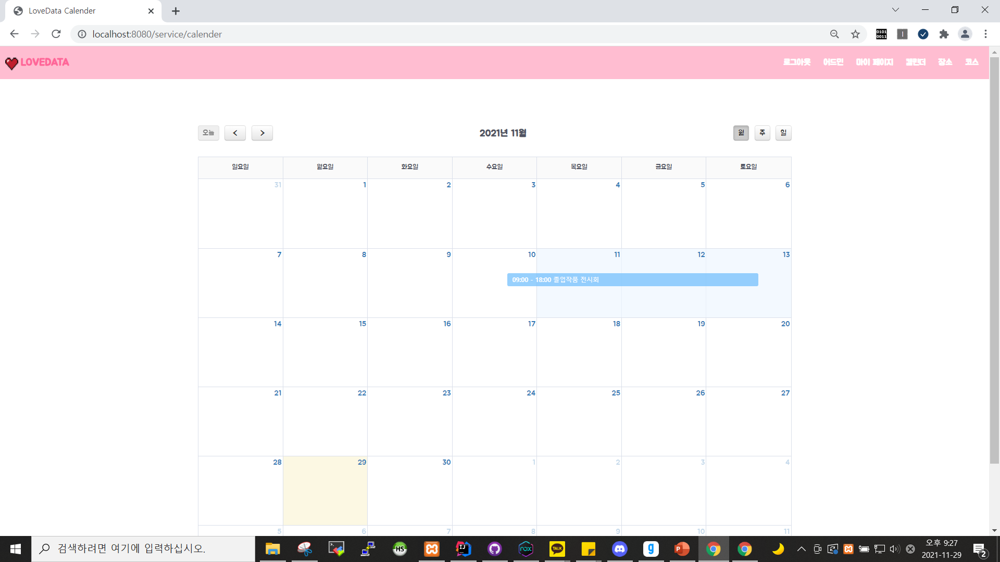 LoveData Calender
localhost:8080/service/calender
LOVEDATA
로그아웃 어드민 마이 페이지 캘린더 장소 코스
오늘 2021년 11월 월 주 일
일요일 월요일 화요일 수요일 목요일 금요일 토요일
31 1 2 3 4 5 6
7 8 9 10 11 12 13
09:00 - 18:00 졸업작품 전시회
14 15 16 17 18 19 20
21 22 23 24 25 26 27
28 29 30 1 2 3 4
5 6 7 8 9 10 11
검색하려면 여기에 입력하십시오.
오후 9:27
2021-11-29
2
0101
0011
I
HS
IJ
nox
TALK
g
P